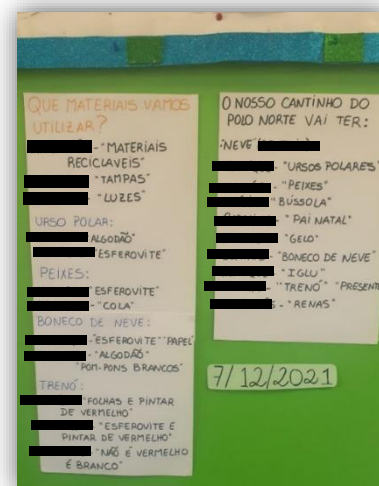 QUE MATERIAIS VAMOS
UTILIZAR?
-"MATERIAIS
RECICLAVEIS"
"TAMPAS"
-"LUZES"
URSO POLAR:
ALGODÃO"
"ESFEROVITE"
PEIXES:
"ESFEROVITE"
-"COLA"
BONECO DE NEVE:
-"ESFEROVITE" "PAPEL"
-"ALGODÃO"
"POM-PONS BRANCOS"
TRENÓ:
"FOLHAS E PINTAR
DE VERMELHO"
"ESFEROVITE E
PINTAR DE VERMELHO"
-"NÃO É VERMELHO
É BRANCO"
O NOSSO CANTINHO DO
POLO NORTE VAI TER:
"NEVE
- "URSOS POLARES"
- "PEIXES"
"BÚSSOLA"
- "PAI NATAL"
- "GELO"
- "BONECO DE NEVE"
- "IGLU"
- "TRENÓ" "PRESENT
- "RENAS"
7/12/2021